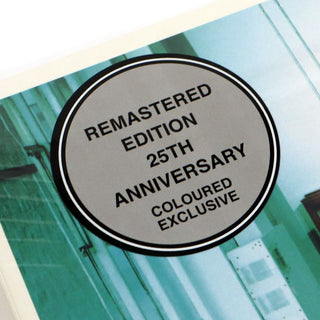 REMASTERED
EDITION
25TH
ANNIVERSARY
COLOURED
EXCLUSIVE